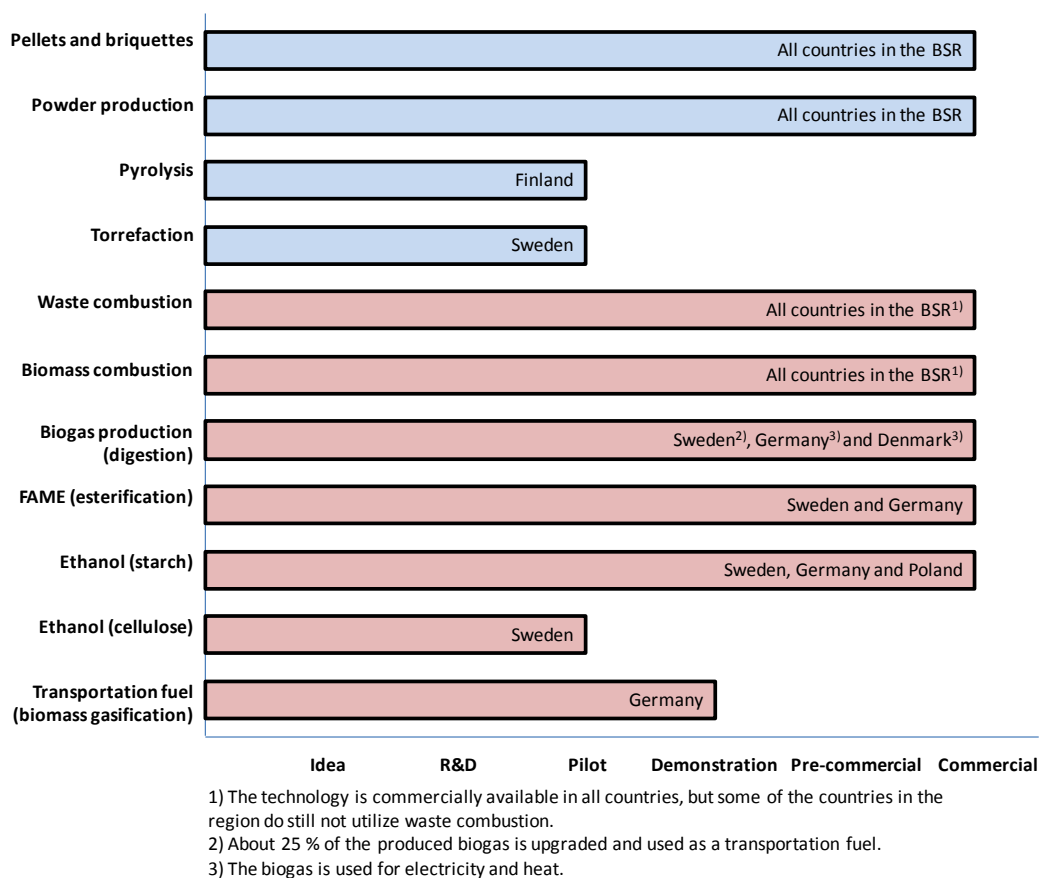 Pellets and briquettes
All countries in the BSR
Powder production
All countries in the BSR
Pyrolysis
Finland
Torrefaction
Sweden
Waste combustion
All countries in the BSR1)
Biomass combustion
All countries in the BSR1)
Biogas production
(digestion)
Sweden2), Germany3) and Denmark3)
FAME (esterification)
Sweden and Germany
Ethanol (starch)
Sweden, Germany and Poland
Ethanol (cellulose)
Sweden
Transportation fuel
(biomass gasification)
Germany
Idea R&D Pilot Demonstration Pre-commercial Commercial
1) The technology is commercially available in all countries, but some of the countries in the
region do still not utilize waste combustion.
2) About 25 % of the produced biogas is upgraded and used as a transportation fuel.
3) The biogas is used for electricity and heat.